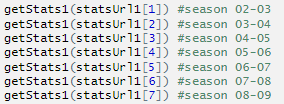 getStats1(statsUrl1[1]) #season 02-03
getStats1(statsUrl1[2]) #season 03-04
getStats1(statsUrl1[3]) #season 04-05
getStats1(statsUrl1[4]) #season 05-06
getStats1(statsUrl1[5]) #season 06-07
getStats1(statsUrl1[6]) #season 07-08
getStats1(statsUrl1[7]) #season 08-09